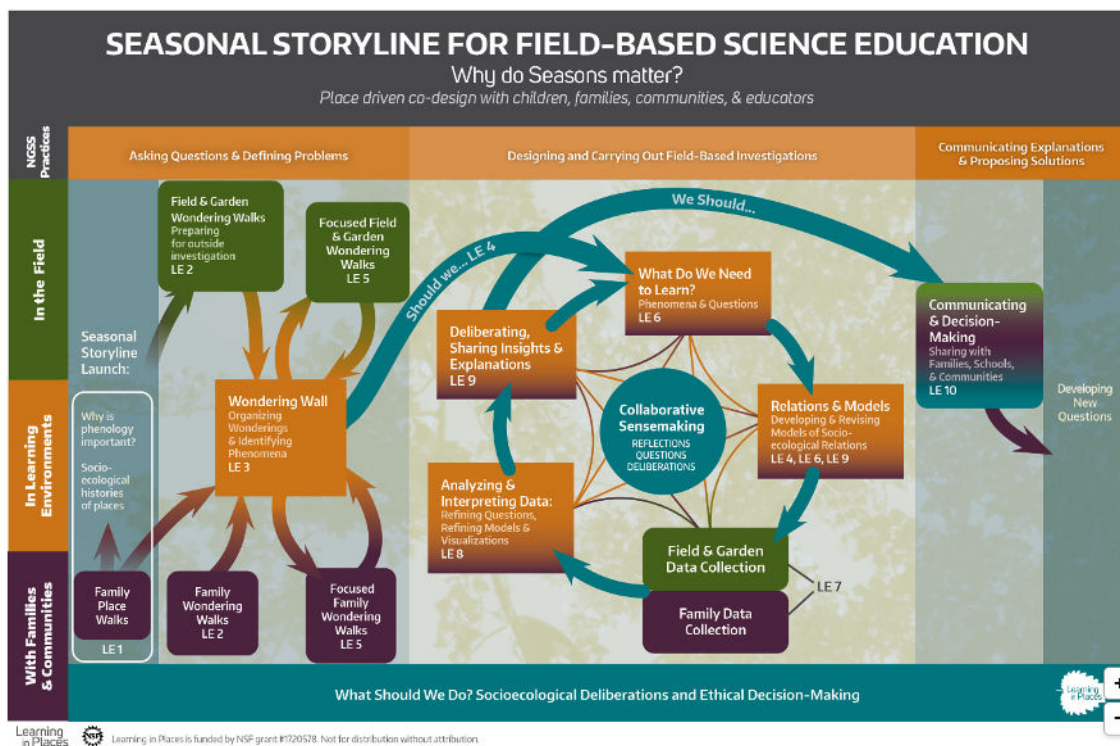 SEASONAL STORYLINE FOR FIELD-BASED SCIENCE EDUCATION
Why do Seasons matter?
Place driven co-design with children, families, communities, & educators
NGSS
Practices
Asking Questions & Defining Problems
Designing and Carrying Out Field-Based Investigations
Communicating Explanations
& Proposing Solutions
In the Field
In Learning
Environments
With Families
& Communities
Seasonal
Storyline
Launch:
Why is
phenology
important?
Socio-
ecological
histories
of places
Family
Place
Walks
LE 1
Field & Garden
Wondering Walks
Preparing
for outside
investigation
LE 2
Focused Field
& Garden
Wondering
Walks
LE 5
Wondering Wall
Organizing
Wonderings
& Identifying
Phenomena
LE 3
Family
Wondering
Walks
LE 2
Focused
Family
Wondering
Walks
LE 5
Should we... LE 4
We Should...
What Do We Need
to Learn?
Phenomena & Questions
LE 6
Deliberating,
Sharing Insights &
Explanations
LE 9
Collaborative
Sensemaking
REFLECTIONS
QUESTIONS
DELIBERATIONS
Relations & Models
Developing & Revising
Models of Socio-
ecological Relations
LE 4, LE 6, LE 9
Analyzing &
Interpreting Data:
Refining Questions,
Refining Models &
Visualizations
LE 8
Field & Garden
Data Collection
Family Data
Collection
LE 7
Communicating
& Decision-
Making
Sharing with
Families, Schools,
& Communities
LE 10
Developing
New
Questions
What Should We Do? Socioecological Deliberations and Ethical Decision-Making
Learning
in Places
+
−
Learning
in Places
NSF
Learning in Places is funded by NSF grant #1720578. Not for distribution without attribution.